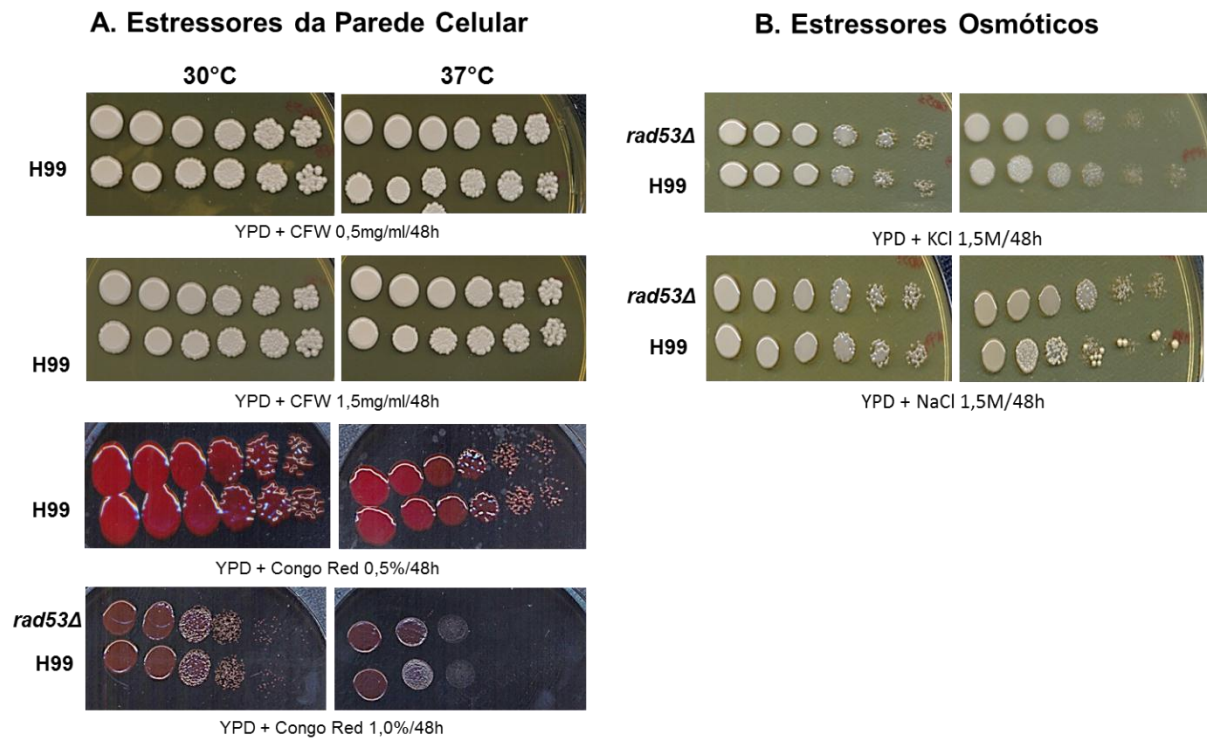 A. Estressores da Parede Celular
B. Estressores Osmóticos
30°C
37°C
H99
YPD + CFW 0,5mg/ml/48h
H99
YPD + CFW 1,5mg/ml/48h
H99
YPD + Congo Red 0,5%/48h
rad53Δ
H99
YPD + Congo Red 1,0%/48h
rad53Δ
H99
YPD + KCl 1,5M/48h
rad53Δ
H99
YPD + NaCl 1,5M/48h